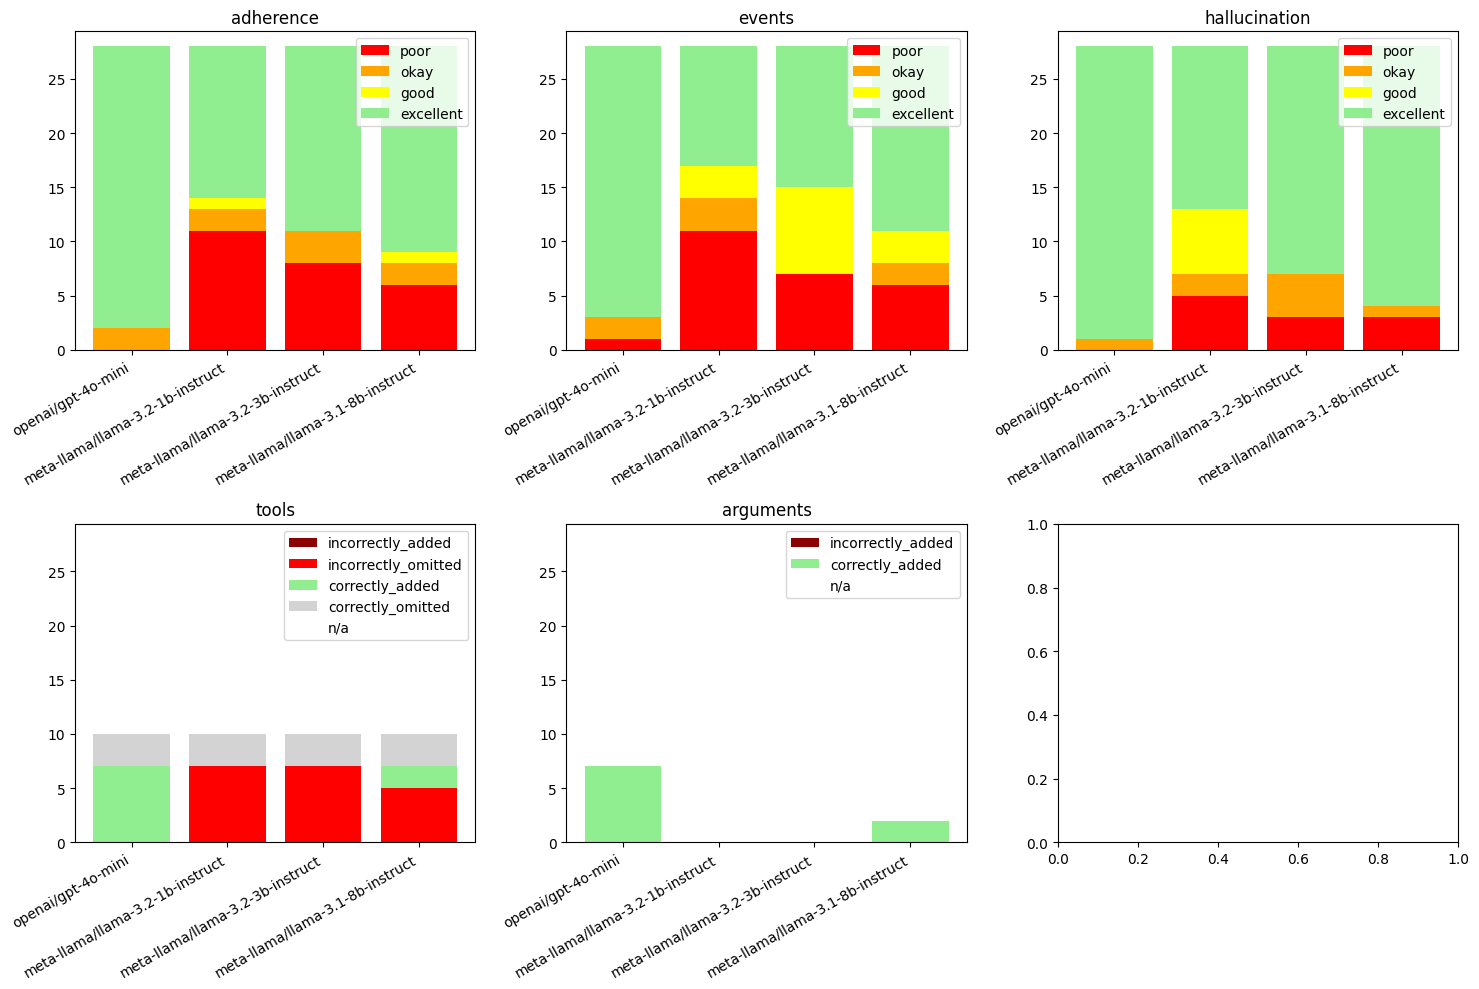 adherence
25
20
15
10
5
0
poor
okay
good
excellent
openai/gpt-4o-mini
meta-llama/llama-3.2-1b-instruct
meta-llama/llama-3.2-3b-instruct
meta-llama/llama-3.1-8b-instruct
events
25
20
15
10
5
0
poor
okay
good
excellent
openai/gpt-4o-mini
meta-llama/llama-3.2-1b-instruct
meta-llama/llama-3.2-3b-instruct
meta-llama/llama-3.1-8b-instruct
hallucination
25
20
15
10
5
0
poor
okay
good
excellent
openai/gpt-4o-mini
meta-llama/llama-3.2-1b-instruct
meta-llama/llama-3.2-3b-instruct
meta-llama/llama-3.1-8b-instruct
tools
25
20
15
10
5
0
incorrectly_added
incorrectly_omitted
correctly_added
correctly_omitted
n/a
openai/gpt-4o-mini
meta-llama/llama-3.2-1b-instruct
meta-llama/llama-3.2-3b-instruct
meta-llama/llama-3.1-8b-instruct
arguments
25
20
15
10
5
0
incorrectly_added
correctly_added
n/a
openai/gpt-4o-mini
meta-llama/llama-3.2-1b-instruct
meta-llama/llama-3.2-3b-instruct
meta-llama/llama-3.1-8b-instruct
1.0
0.8
0.6
0.4
0.2
0.0
0.0 0.2 0.4 0.6 0.8 1.0